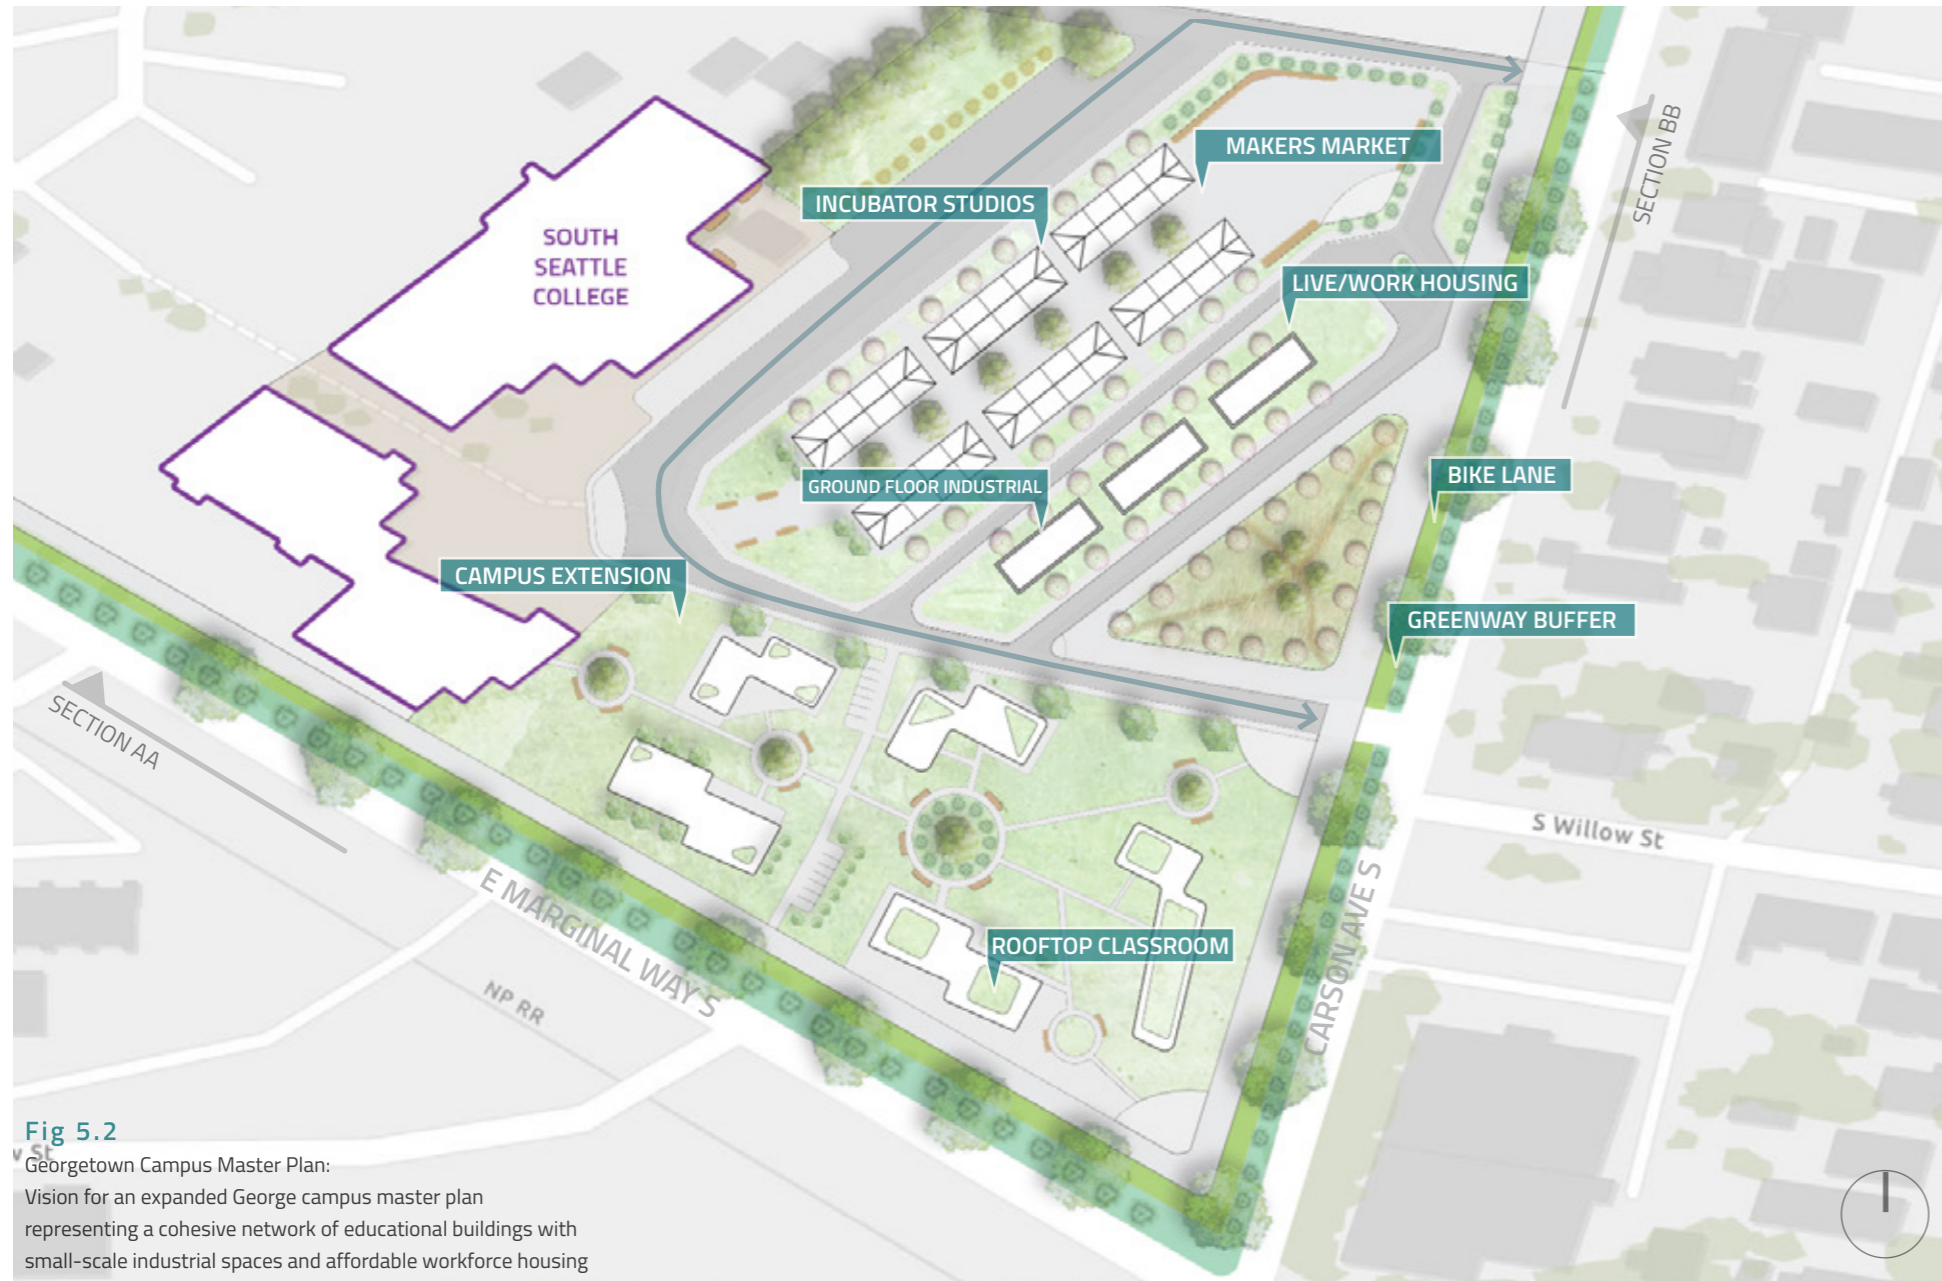 MAKERS MARKET
SECTION BB
INCUBATOR STUDIOS
SOUTH
SEATTLE
COLLEGE
LIVE/WORK HOUSING
BIKE LANE
GROUND FLOOR INDUSTRIAL
CAMPUS EXTENSION
GREENWAY BUFFER
SECTION AA
S Willow St
E MARGINAL WAY S
CARSON AVE S
ROOFTOP CLASSROOM
NP RR
Fig 5.2
w St
Georgetown Campus Master Plan:
Vision for an expanded George campus master plan
representing a cohesive network of educational buildings with
small-scale industrial spaces and affordable workforce housing